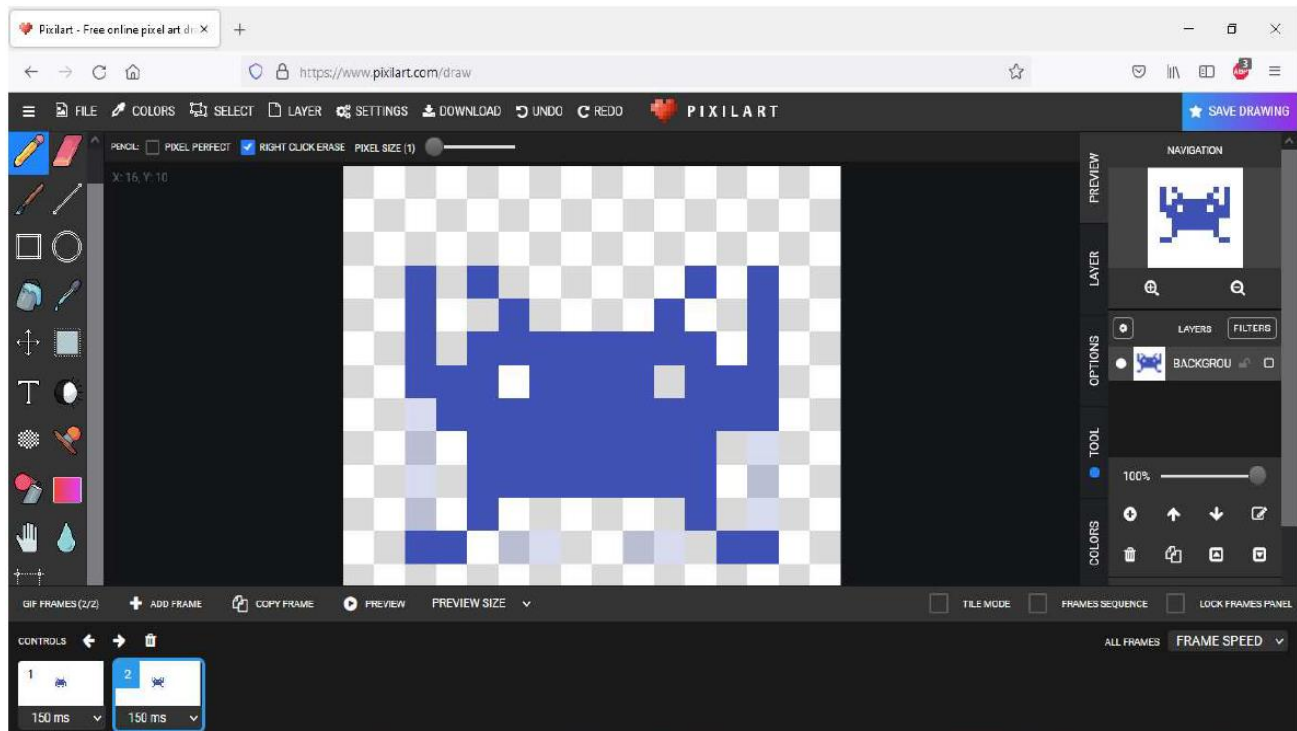 Pixilart - Free online pixel art dr
https://www.pixilart.com/draw
3
ABP
FILE COLORS SELECT LAYER SETTINGS DOWNLOAD UNDO REDO PIXILART SAVE DRAWING
PENCIL: PIXEL PERFECT RIGHT CLICK ERASE PIXEL SIZE (1)
X: 16, Y: 10
T
PREVIEW
LAYER
OPTIONS
TOOL
COLORS
NAVIGATION
LAYERS FILTERS
BACKGROU
100%
GIF FRAMES (2/2) ADD FRAME COPY FRAME PREVIEW PREVIEW SIZE TILE MODE FRAMES SEQUENCE LOCK FRAMES PANEL
CONTROLS ALL FRAMES FRAME SPEED
1 2
150 ms 150 ms